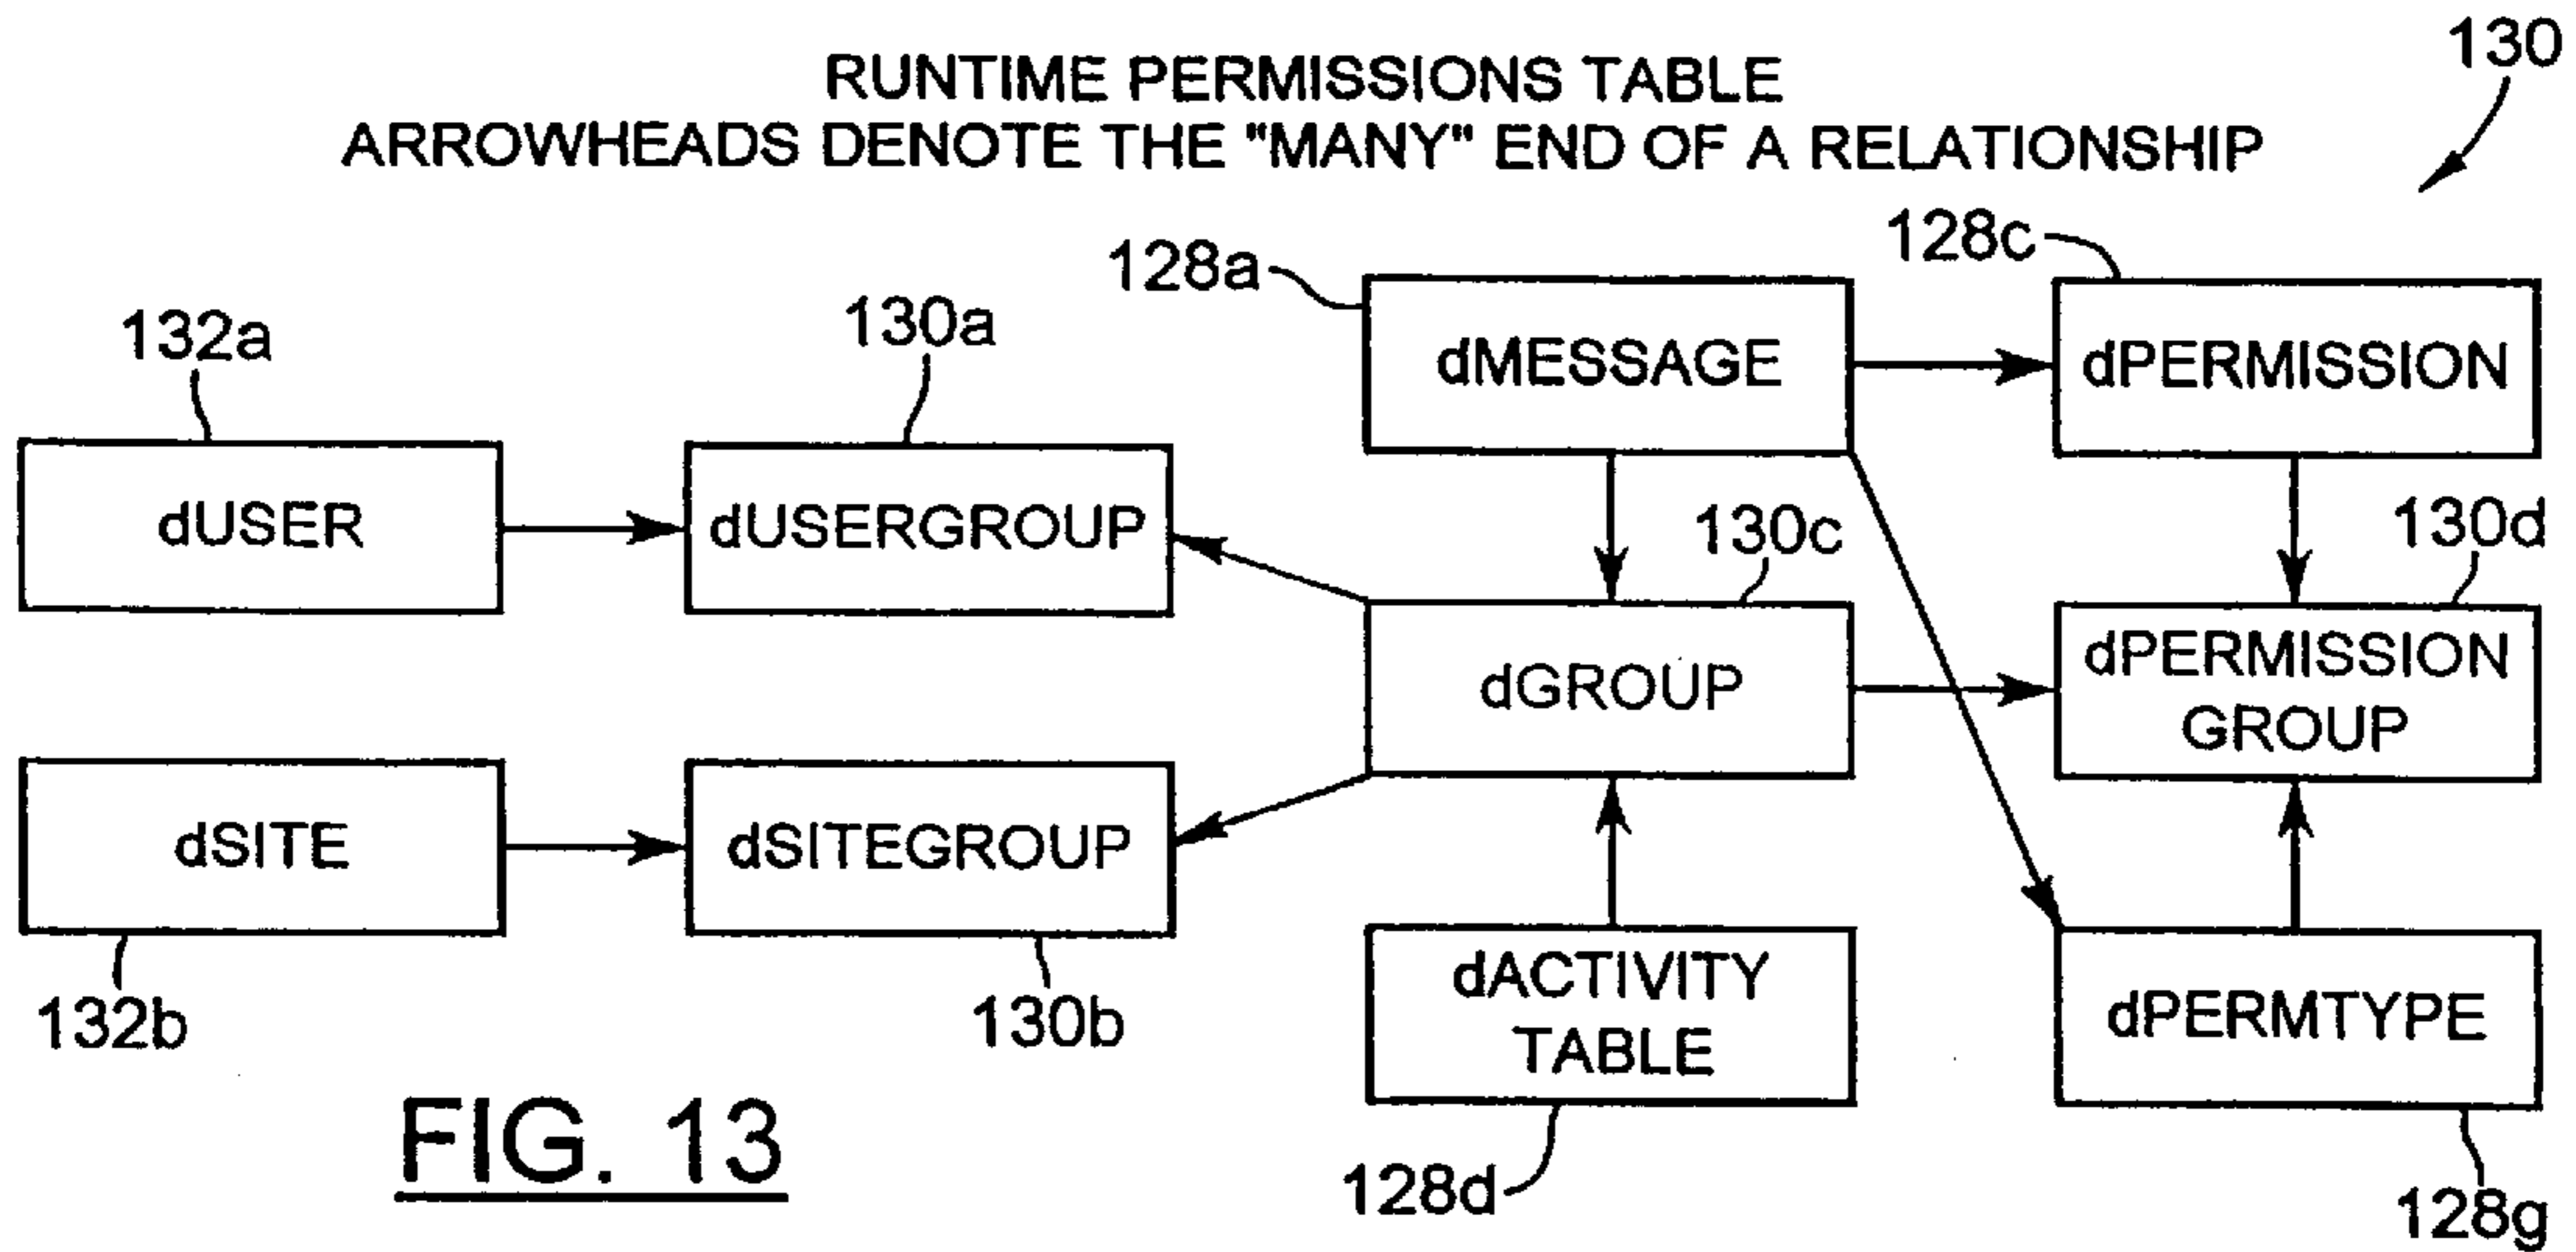 130
RUNTIME PERMISSIONS TABLE
ARROWHEADS DENOTE THE "MANY" END OF A RELATIONSHIP
128a
128c
132a
130a
dMESSAGE
dPERMISSION
dUSER
dUSERGROUP
130c
130d
dGROUP
dPERMISSION
GROUP
dSITE
dSITEGROUP
dACTIVITY
TABLE
dPERMTYPE
132b
130b
FIG. 13
128d
128g